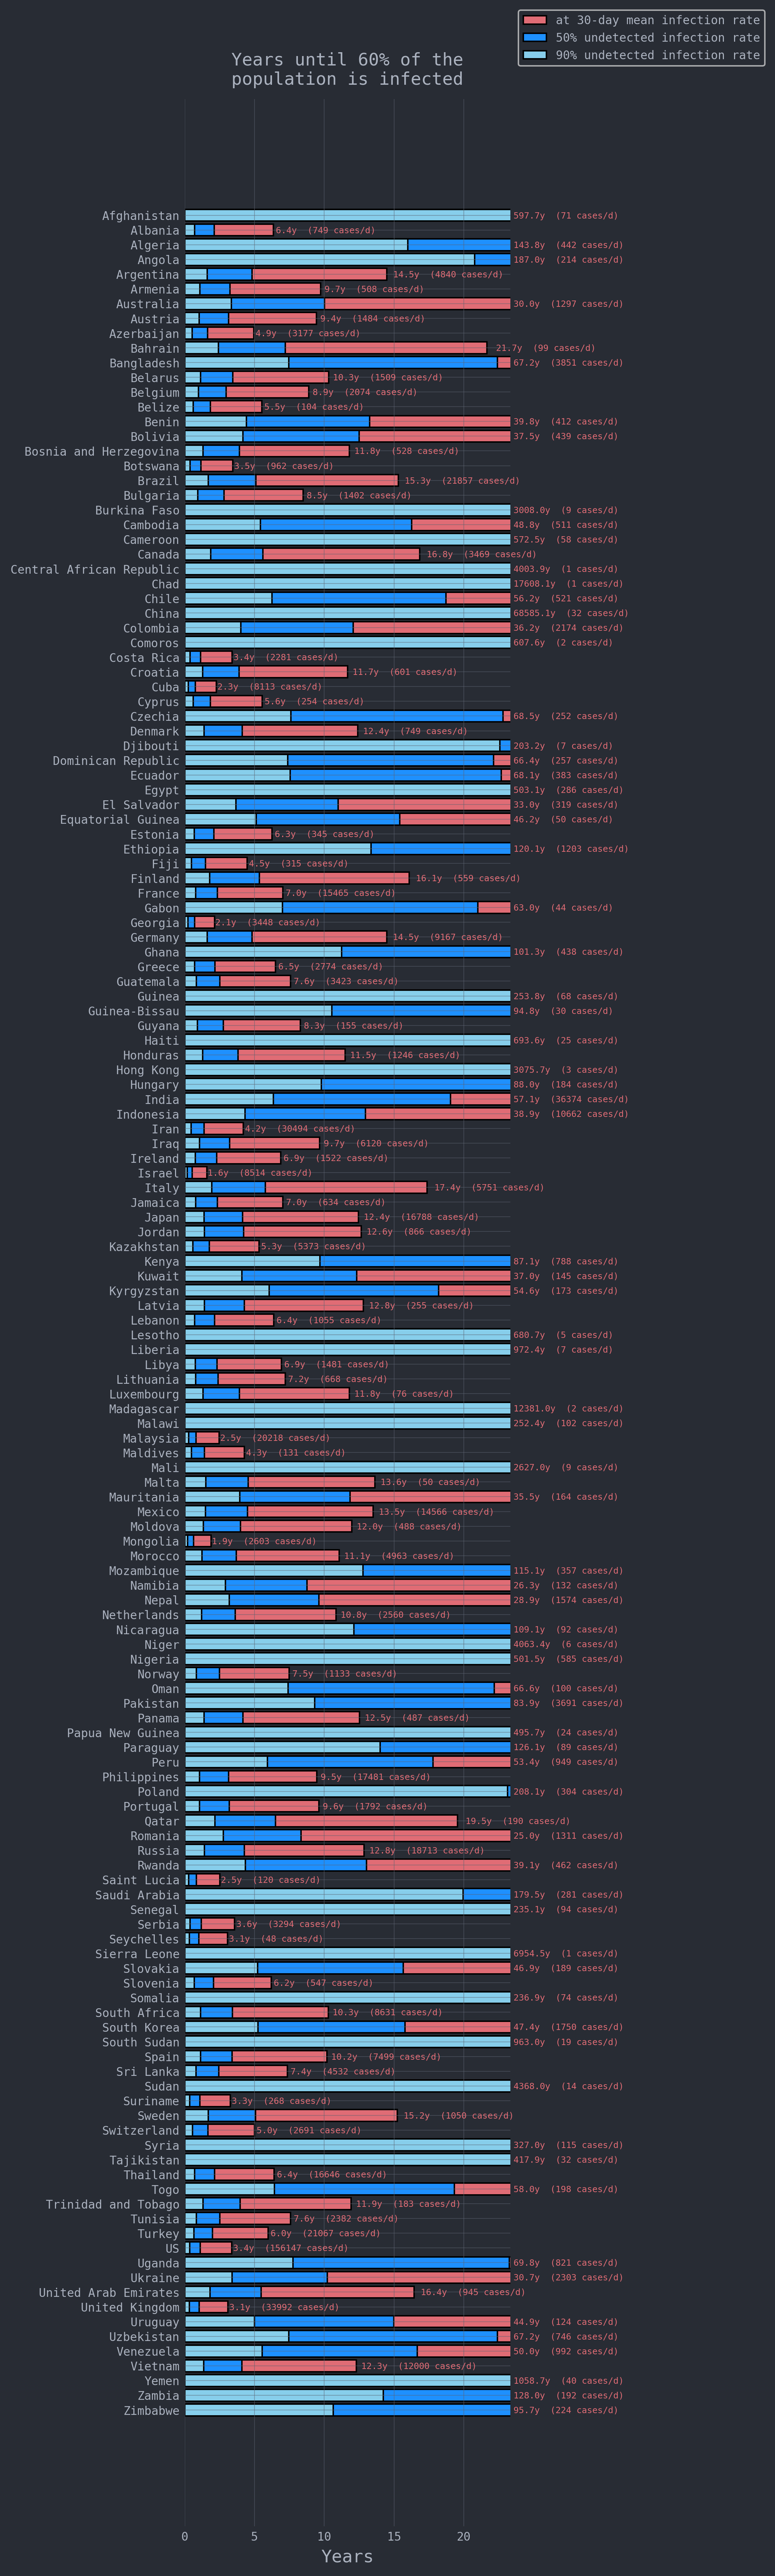 at 30-day mean infection rate
50% undetected infection rate
90% undetected infection rate
Years until 60% of the
population is infected
Afghanistan 597.7y (71 cases/d)
Albania 6.4y (749 cases/d)
Algeria 143.8y (442 cases/d)
Angola 187.0y (214 cases/d)
Argentina 14.5y (4840 cases/d)
Armenia 9.7y (508 cases/d)
Australia 30.0y (1297 cases/d)
Austria 9.4y (1484 cases/d)
Azerbaijan 4.9y (3177 cases/d)
Bahrain 21.7y (99 cases/d)
Bangladesh 67.2y (3851 cases/d)
Belarus 10.3y (1509 cases/d)
Belgium 8.9y (2074 cases/d)
Belize 5.5y (104 cases/d)
Benin 39.8y (412 cases/d)
Bolivia 37.5y (439 cases/d)
Bosnia and Herzegovina 11.8y (528 cases/d)
Botswana 3.5y (962 cases/d)
Brazil 15.3y (21857 cases/d)
Bulgaria 8.5y (1402 cases/d)
Burkina Faso 3008.0y (9 cases/d)
Cambodia 48.8y (511 cases/d)
Cameroon 572.5y (58 cases/d)
Canada 16.8y (3469 cases/d)
Central African Republic 4003.9y (1 cases/d)
Chad 17608.1y (1 cases/d)
Chile 56.2y (521 cases/d)
China 68585.1y (32 cases/d)
Colombia 36.2y (2174 cases/d)
Comoros 607.6y (2 cases/d)
Costa Rica 3.4y (2281 cases/d)
Croatia 11.7y (601 cases/d)
Cuba 2.3y (8113 cases/d)
Cyprus 5.6y (254 cases/d)
Czechia 68.5y (252 cases/d)
Denmark 12.4y (749 cases/d)
Djibouti 203.2y (7 cases/d)
Dominican Republic 66.4y (257 cases/d)
Ecuador 68.1y (383 cases/d)
Egypt 503.1y (286 cases/d)
El Salvador 33.0y (319 cases/d)
Equatorial Guinea 46.2y (50 cases/d)
Estonia 6.3y (345 cases/d)
Ethiopia 120.1y (1203 cases/d)
Fiji 4.5y (315 cases/d)
Finland 16.1y (559 cases/d)
France 7.0y (15465 cases/d)
Gabon 63.0y (44 cases/d)
Georgia 2.1y (3448 cases/d)
Germany 14.5y (9167 cases/d)
Ghana 101.3y (438 cases/d)
Greece 6.5y (2774 cases/d)
Guatemala 7.6y (3423 cases/d)
Guinea 253.8y (68 cases/d)
Guinea-Bissau 94.8y (30 cases/d)
Guyana 8.3y (155 cases/d)
Haiti 693.6y (25 cases/d)
Honduras 11.5y (1246 cases/d)
Hong Kong 3075.7y (3 cases/d)
Hungary 88.0y (184 cases/d)
India 57.1y (36374 cases/d)
Indonesia 38.9y (10662 cases/d)
Iran 4.2y (30494 cases/d)
Iraq 9.7y (6120 cases/d)
Ireland 6.9y (1522 cases/d)
Israel 1.6y (8514 cases/d)
Italy 17.4y (5751 cases/d)
Jamaica 7.0y (634 cases/d)
Japan 12.4y (16788 cases/d)
Jordan 12.6y (866 cases/d)
Kazakhstan 5.3y (5373 cases/d)
Kenya 87.1y (788 cases/d)
Kuwait 37.0y (145 cases/d)
Kyrgyzstan 54.6y (173 cases/d)
Latvia 12.8y (255 cases/d)
Lebanon 6.4y (1055 cases/d)
Lesotho 680.7y (5 cases/d)
Liberia 972.4y (7 cases/d)
Libya 6.9y (1481 cases/d)
Lithuania 7.2y (668 cases/d)
Luxembourg 11.8y (76 cases/d)
Madagascar 12381.0y (2 cases/d)
Malawi 252.4y (102 cases/d)
Malaysia 2.5y (20218 cases/d)
Maldives 4.3y (131 cases/d)
Mali 2627.0y (9 cases/d)
Malta 13.6y (50 cases/d)
Mauritania 35.5y (164 cases/d)
Mexico 13.5y (14566 cases/d)
Moldova 12.0y (488 cases/d)
Mongolia 1.9y (2603 cases/d)
Morocco 11.1y (4963 cases/d)
Mozambique 115.1y (357 cases/d)
Namibia 26.3y (132 cases/d)
Nepal 28.9y (1574 cases/d)
Netherlands 10.8y (2560 cases/d)
Nicaragua 109.1y (92 cases/d)
Niger 4063.4y (6 cases/d)
Nigeria 501.5y (585 cases/d)
Norway 7.5y (1133 cases/d)
Oman 66.6y (100 cases/d)
Pakistan 83.9y (3691 cases/d)
Panama 12.5y (487 cases/d)
Papua New Guinea 495.7y (24 cases/d)
Paraguay 126.1y (89 cases/d)
Peru 53.4y (949 cases/d)
Philippines 9.5y (17481 cases/d)
Poland 208.1y (304 cases/d)
Portugal 9.6y (1792 cases/d)
Qatar 19.5y (190 cases/d)
Romania 25.0y (1311 cases/d)
Russia 12.8y (18713 cases/d)
Rwanda 39.1y (462 cases/d)
Saint Lucia 2.5y (120 cases/d)
Saudi Arabia 179.5y (281 cases/d)
Senegal 235.1y (94 cases/d)
Serbia 3.6y (3294 cases/d)
Seychelles 3.1y (48 cases/d)
Sierra Leone 6954.5y (1 cases/d)
Slovakia 46.9y (189 cases/d)
Slovenia 6.2y (547 cases/d)
Somalia 236.9y (74 cases/d)
South Africa 10.3y (8631 cases/d)
South Korea 47.4y (1750 cases/d)
South Sudan 963.0y (19 cases/d)
Spain 10.2y (7499 cases/d)
Sri Lanka 7.4y (4532 cases/d)
Sudan 4368.0y (14 cases/d)
Suriname 3.3y (268 cases/d)
Sweden 15.2y (1050 cases/d)
Switzerland 5.0y (2691 cases/d)
Syria 327.0y (115 cases/d)
Tajikistan 417.9y (32 cases/d)
Thailand 6.4y (16646 cases/d)
Togo 58.0y (198 cases/d)
Trinidad and Tobago 11.9y (183 cases/d)
Tunisia 7.6y (2382 cases/d)
Turkey 6.0y (21067 cases/d)
US 3.4y (156147 cases/d)
Uganda 69.8y (821 cases/d)
Ukraine 30.7y (2303 cases/d)
United Arab Emirates 16.4y (945 cases/d)
United Kingdom 3.1y (33992 cases/d)
Uruguay 44.9y (124 cases/d)
Uzbekistan 67.2y (746 cases/d)
Venezuela 50.0y (992 cases/d)
Vietnam 12.3y (12000 cases/d)
Yemen 1058.7y (40 cases/d)
Zambia 128.0y (192 cases/d)
Zimbabwe 95.7y (224 cases/d)
0 5 10 15 20
Years